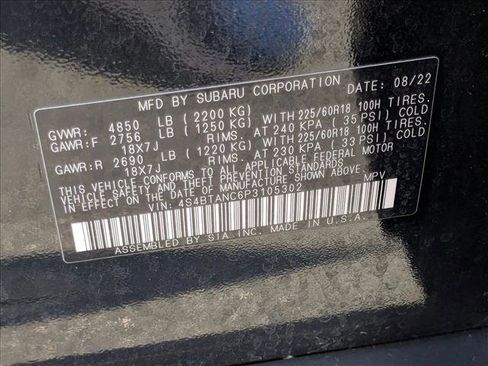 MFD BY SUBARU CORPORATION DATE: 08/22
GVWR: 4850 LB (2200 KG)
GAWR:F 2756 LB (1250 KG) WITH 225/60R18 100H TIRES.
18X7J RIMS. AT 240 KPA (35 PSI) COLD
GAWR:R 2690 LB (1220 KG) WITH 225/60R18 100H TIRES.
18X7J RIMS. AT 230 KPA (33 PSI) COLD
THIS VEHICLE CONFORMS TO ALL APPLICABLE FEDERAL MOTOR
VEHICLE SAFETY AND THEFT PREVENTION STANDARDS
IN EFFECT ON THE DATE OF MANUFACTURE SHOWN ABOVE.
VIN: 4S4BTANC6P3105302 MPV
ASSEMBLED BY SIA.INC. MADE IN U.S.A.